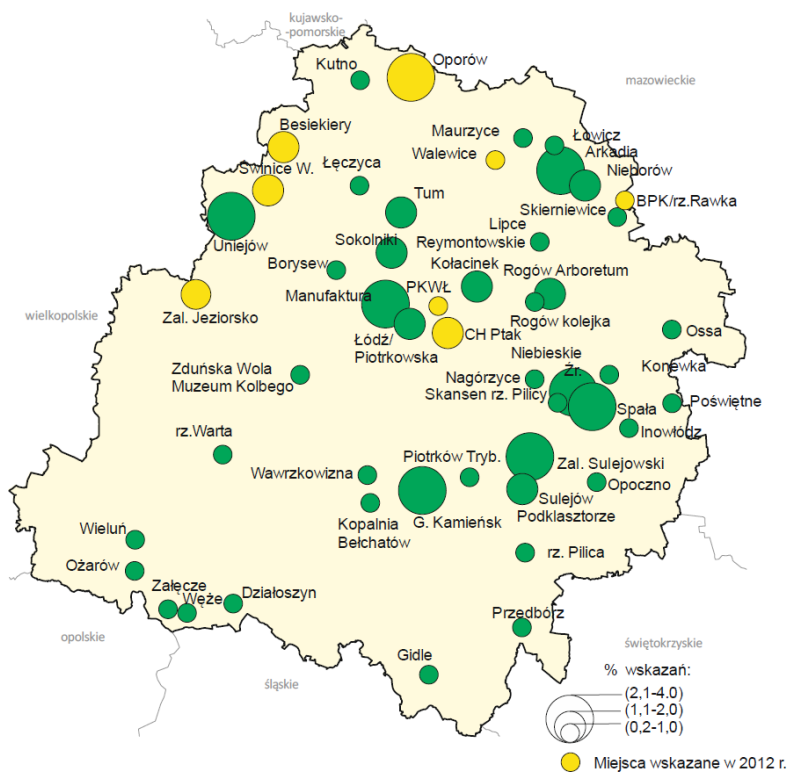 kujawsko-
-pomorskie
Kutno
Oporów
mazowieckie
Besiekiery
Maurzyce
Łowicz
Walewice
Arkadia
Świnice W.
Łęczyca
Nieborów
BPK/rz.Rawka
Tum
Skierniewice
Uniejów
Lipce
Reymontowskie
Sokolniki
Borysew
Kołacinek
Rogów Arboretum
Manufaktura
PKWŁ
Zal. Jeziorsko
wielkopolskie
Rogów kolejka
Łódź/
Piotrkowska
CH Ptak
Ossa
Niebieskie
Źr.
Zduńska Wola
Muzeum Kolbego
Nagórzyce
Konewka
Skansen rz. Pilicy
Spała
Poświętne
Inowłódz
rz.Warta
Piotrków Tryb.
Zal. Sulejowski
Wawrzkowizna
Opoczno
Sulejów
Podklasztorze
G. Kamieńsk
Kopalnia
Bełchatów
Wieluń
rz. Pilica
Ożarów
Załęcze
Węże
Działoszyn
Przedbórz
opolskie
świętokrzyskie
Gidle
śląskie
% wskazań:
(2,1-4.0)
(1,1-2,0)
(0,2-1,0)
Miejsca wskazane w 2012 r.